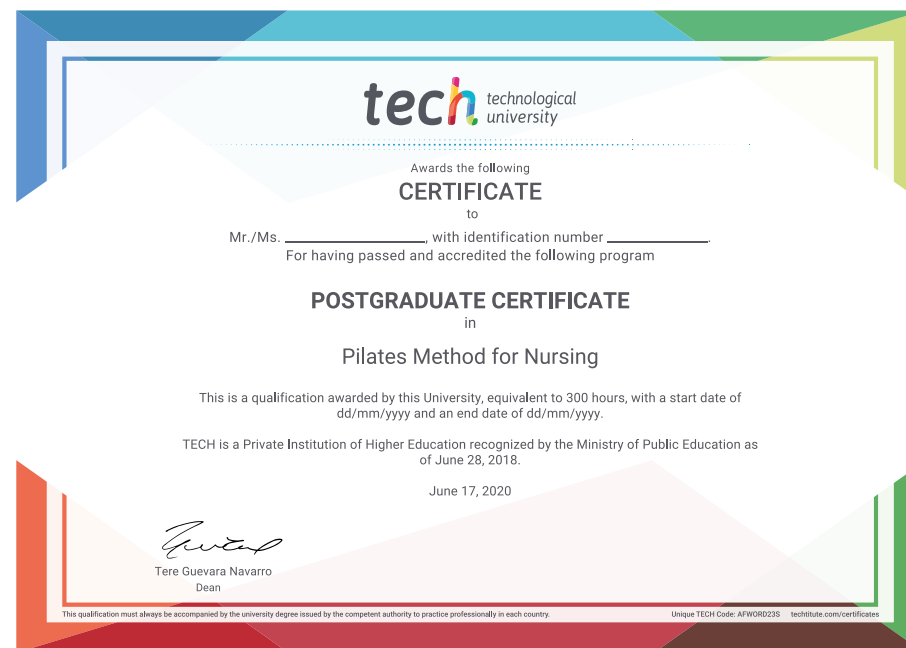 tech technological
university
Awards the following
CERTIFICATE
to
Mr./Ms. ____________________, with identification number ______________.
For having passed and accredited the following program
POSTGRADUATE CERTIFICATE
in
Pilates Method for Nursing
This is a qualification awarded by this University, equivalent to 300 hours, with a start date of
dd/mm/yyyy and an end date of dd/mm/yyyy.
TECH is a Private Institution of Higher Education recognized by the Ministry of Public Education as
of June 28, 2018.
June 17, 2020
Tere Guevara Navarro
Dean
This qualification must always be accompanied by the university degree issued by the competent authority to practice professionally in each country.
Unique TECH Code: AFWORD23S techtitute.com/certificates